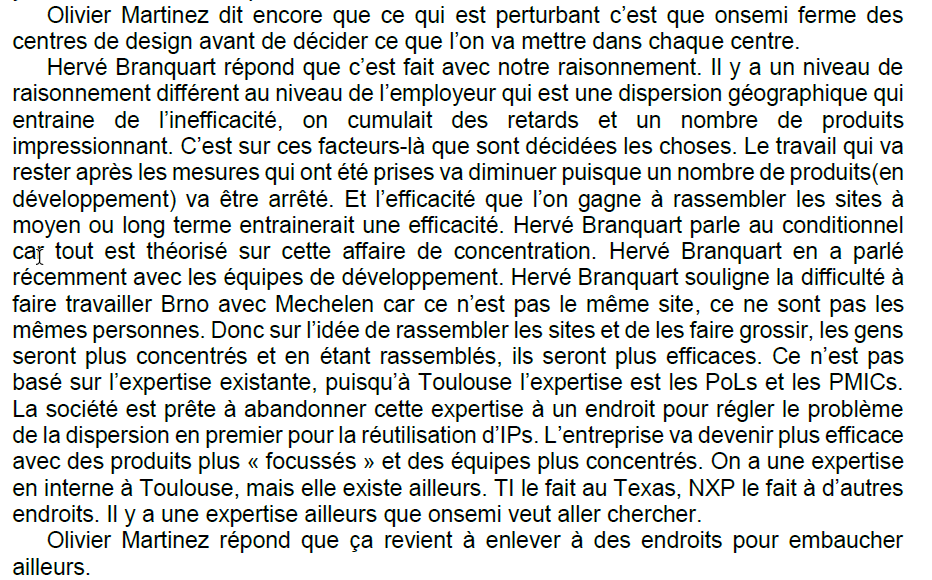 Olivier Martinez dit encore que ce qui est perturbant c’est que onsemi ferme des
centres de design avant de décider ce que l’on va mettre dans chaque centre.
Hervé Branquart répond que c’est fait avec notre raisonnement. Il y a un niveau de
raisonnement différent au niveau de l’employeur qui est une dispersion géographique qui
entraine de l’inefficacité, on cumulait des retards et un nombre de produits
impressionnant. C’est sur ces facteurs-là que sont décidées les choses. Le travail qui va
rester après les mesures qui ont été prises va diminuer puisque un nombre de produits(en
développement) va être arrêté. Et l’efficacité que l’on gagne à rassembler les sites à
moyen ou long terme entrainerait une efficacité. Hervé Branquart parle au conditionnel
car tout est théorisé sur cette affaire de concentration. Hervé Branquart en a parlé
récemment avec les équipes de développement. Hervé Branquart souligne la difficulté à
faire travailler Brno avec Mechelen car ce n’est pas le même site, ce ne sont pas les
mêmes personnes. Donc sur l’idée de rassembler les sites et de les faire grossir, les gens
seront plus concentrés et en étant rassemblés, ils seront plus efficaces. Ce n’est pas
basé sur l’expertise existante, puisqu’à Toulouse l’expertise est les PoLs et les PMICs.
La société est prête à abandonner cette expertise à un endroit pour régler le problème
de la dispersion en premier pour la réutilisation d’IPs. L’entreprise va devenir plus efficace
avec des produits plus « focussés » et des équipes plus concentrés. On a une expertise
en interne à Toulouse, mais elle existe ailleurs. TI le fait au Texas, NXP le fait à d’autres
endroits. Il y a une expertise ailleurs que onsemi veut aller chercher.
Olivier Martinez répond que ça revient à enlever à des endroits pour embaucher
ailleurs.